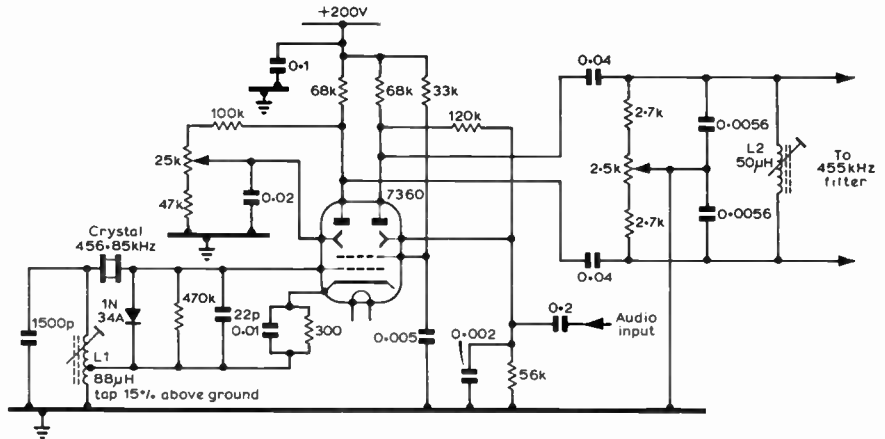 +200V
0·1
68k
68k
33k
100k
120k
25k
47k
0·02
7360
Crystal
456·85kHz
1N
34A
470k
22p
0·01
300
1500p
L1
88µH
tap 15% above ground
0·005
0·002
0·2
Audio
input
56k
0·04
2·7k
0·0056
2·5k
L2
50µH
To
455kHz
filter
0·0056
2·7k
0·04